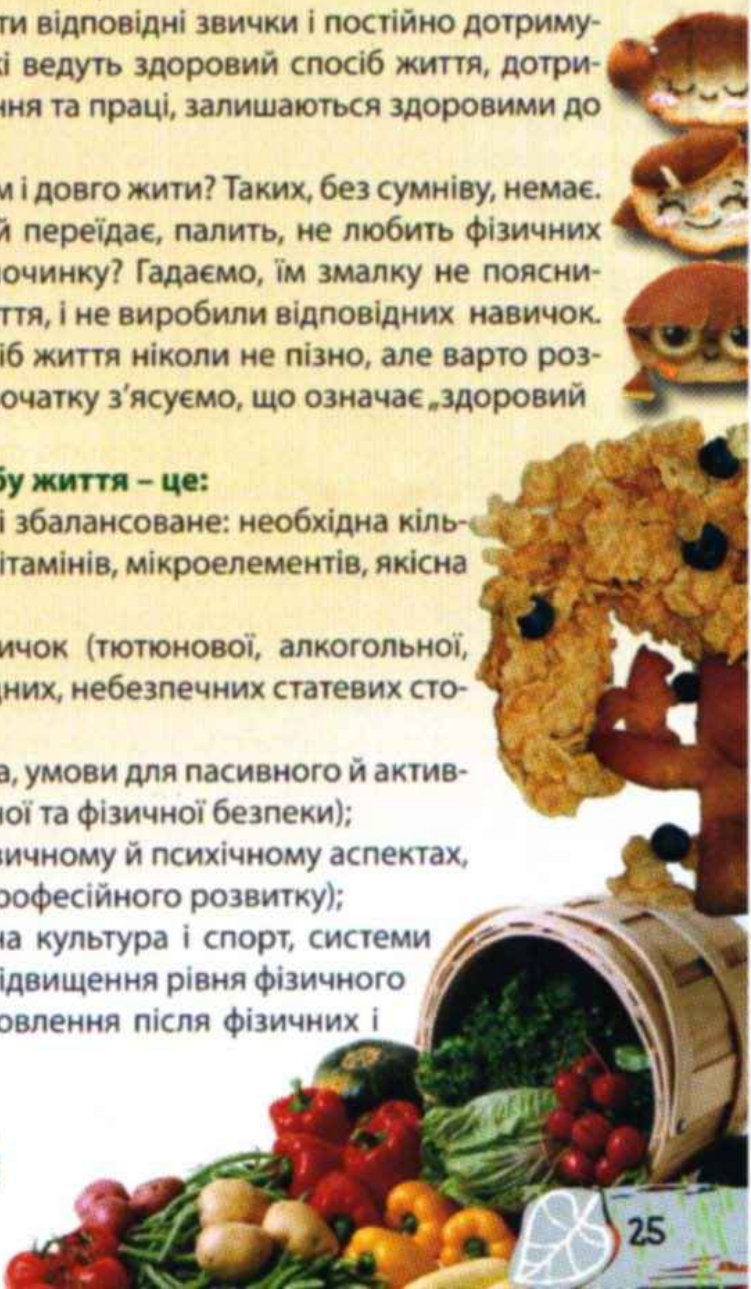 ти відповідні звички і постійно дотриму-
кі ведуть здоровий спосіб життя, дотри-
ння та праці, залишаються здоровими до
м і довго жити? Таких, без сумніву, немає.
й переїдає, палить, не любить фізичних
очинку? Гадаємо, їм змалку не поясни-
ття, і не виробили відповідних навичок.
іб життя ніколи не пізно, але варто роз-
очатку з’ясуємо, що означає „здоровий
бу життя – це:
і збалансоване: необхідна кіль-
ітамінів, мікроелементів, якісна
ичок (тютюнової, алкогольної,
дних, небезпечних статевих сто-
а, умови для пасивного й актив-
ної та фізичної безпеки);
зичному й психічному аспектах,
рофесійного розвитку);
на культура і спорт, системи
ідвищення рівня фізичного
овлення після фізичних і
25